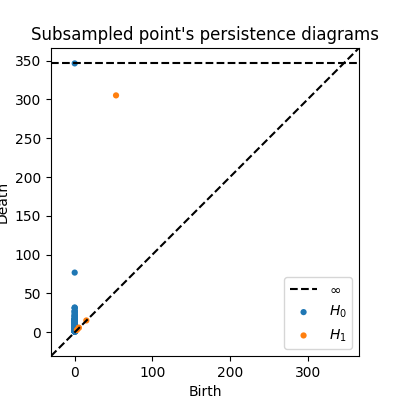 Subsampled point's persistence diagrams
350
300
250
200
150
100
50
0
Death
0 100 200 300
Birth
∞
H₀
H₁